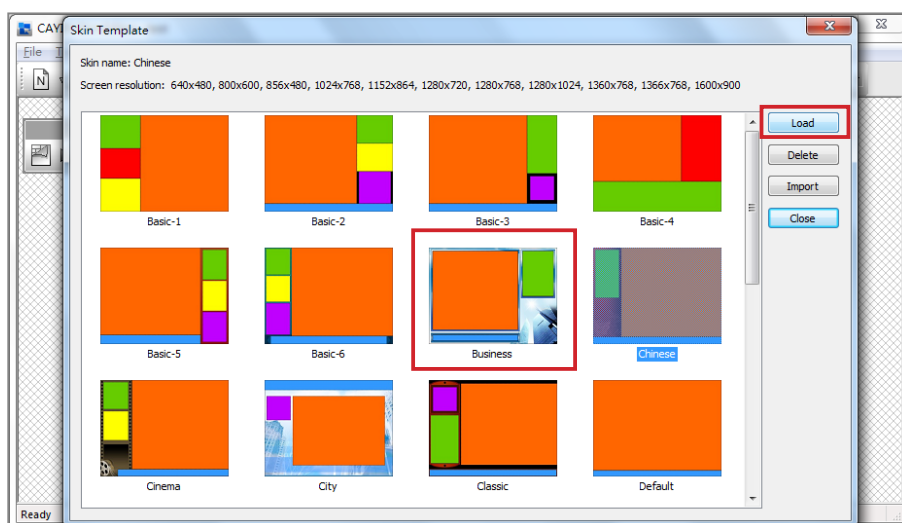 CAYI
Skin Template
File
Skin name: Chinese
Screen resolution: 640x480, 800x600, 856x480, 1024x768, 1152x864, 1280x720, 1280x768, 1280x1024, 1360x768, 1366x768, 1600x900
N
Load
Delete
Import
Close
Basic-1
Basic-2
Basic-3
Basic-4
Basic-5
Basic-6
Business
Chinese
Cinema
City
Classic
Default
Ready